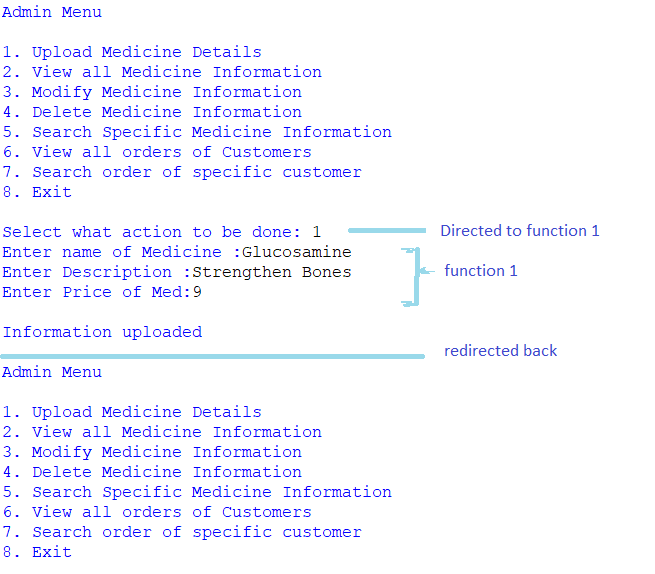 Admin Menu
1. Upload Medicine Details
2. View all Medicine Information
3. Modify Medicine Information
4. Delete Medicine Information
5. Search Specific Medicine Information
6. View all orders of Customers
7. Search order of specific customer
8. Exit
Select what action to be done: 1 Directed to function 1
Enter name of Medicine :Glucosamine
Enter Description :Strengthen Bones function 1
Enter Price of Med:9
Information uploaded
redirected back
Admin Menu
1. Upload Medicine Details
2. View all Medicine Information
3. Modify Medicine Information
4. Delete Medicine Information
5. Search Specific Medicine Information
6. View all orders of Customers
7. Search order of specific customer
8. Exit